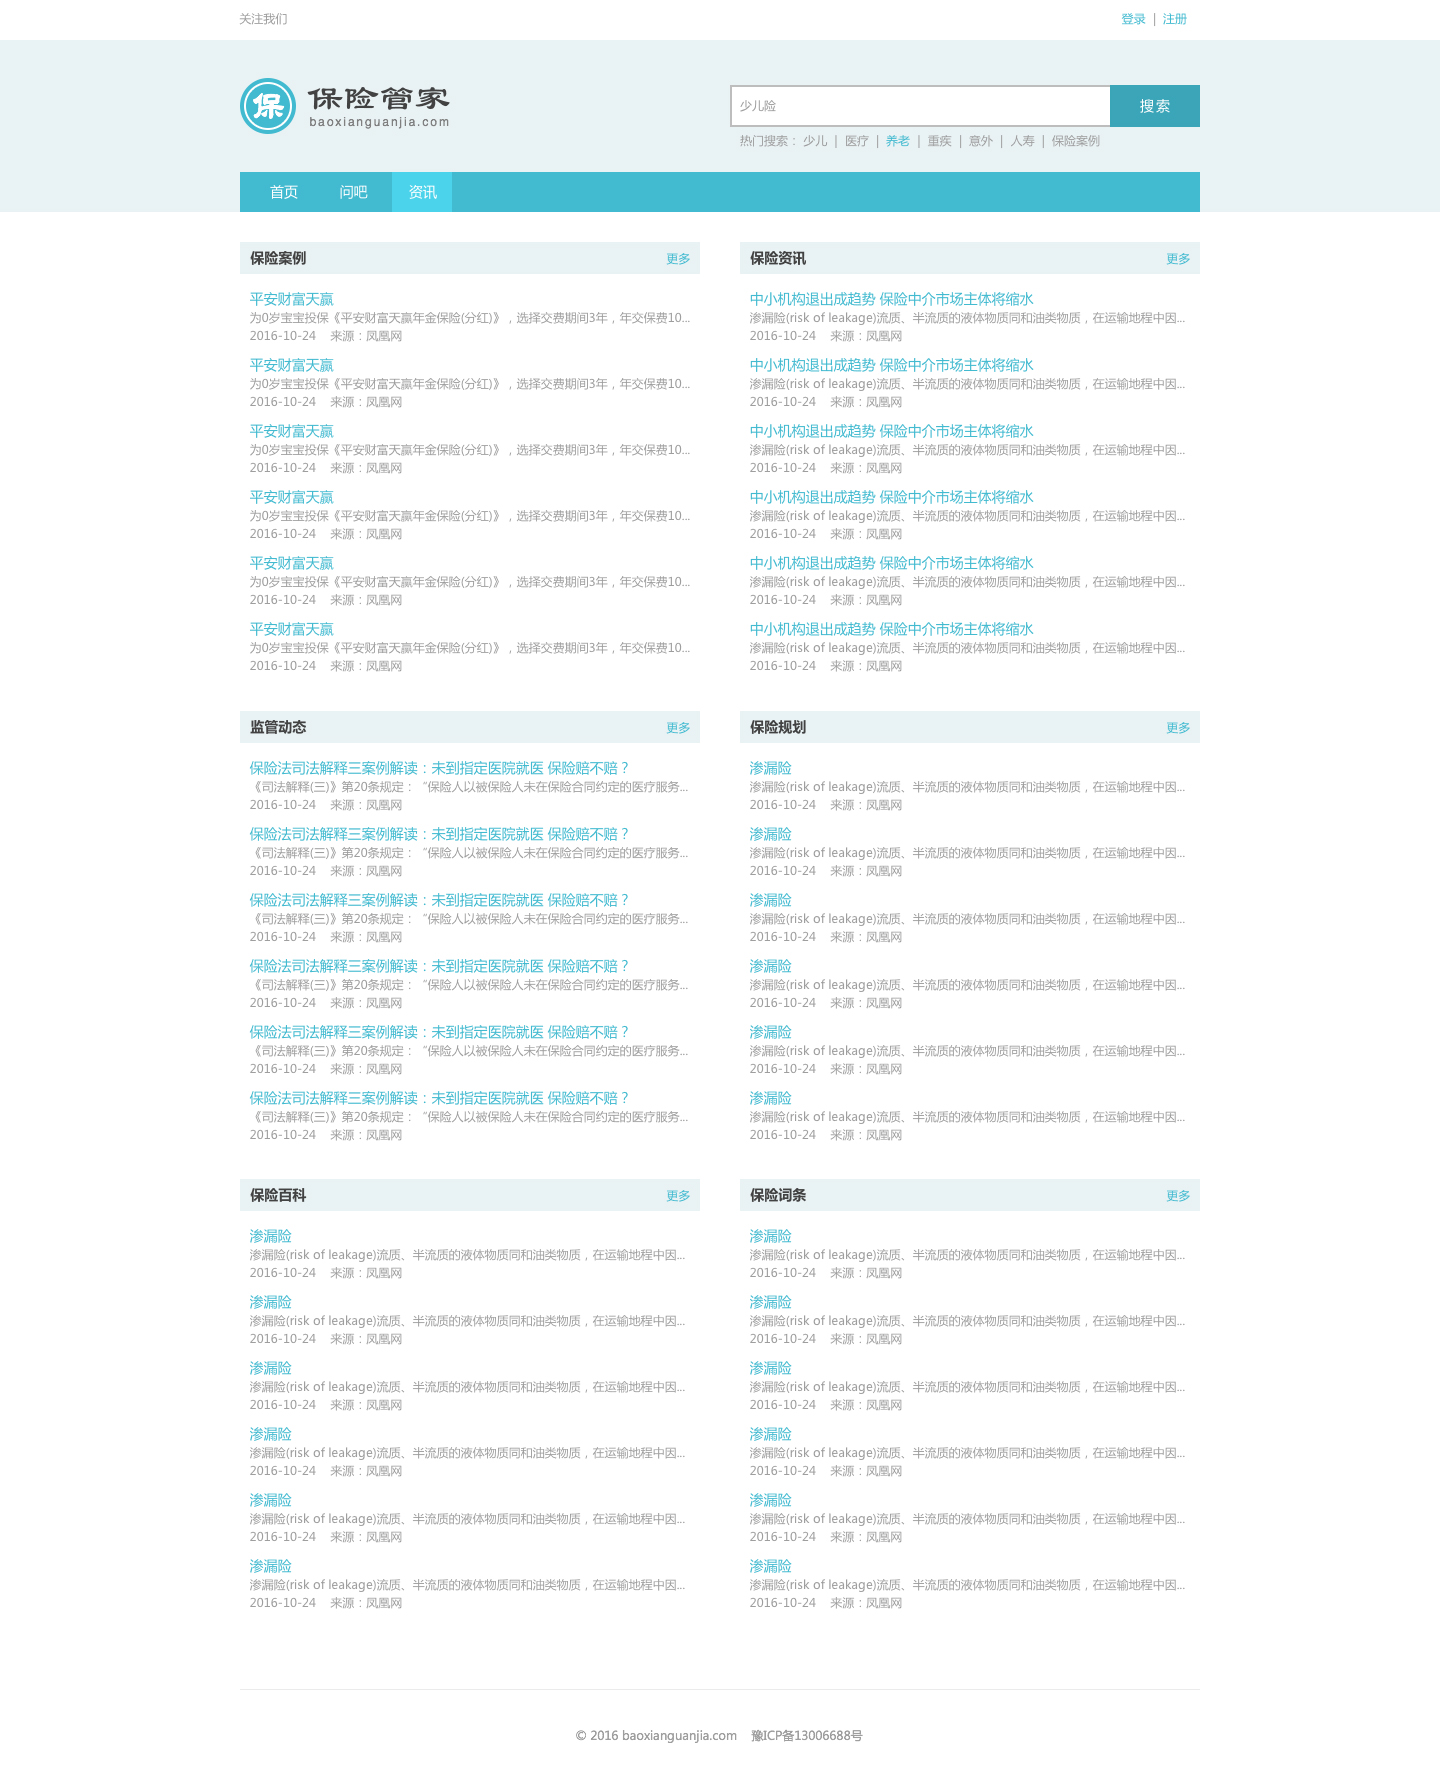 关注我们
登录 | 注册
保 保险管家
baoxianguanjia.com
少儿险
搜索
热门搜索： 少儿 | 医疗 | 养老 | 重疾 | 意外 | 人寿 | 保险案例
首页 问吧 资讯
保险案例 更多
平安财富天赢
为0岁宝宝投保《平安财富天赢年金保险(分红)》，选择交费期间3年，年交保费10...
2016-10-24 来源：凤凰网
平安财富天赢
为0岁宝宝投保《平安财富天赢年金保险(分红)》，选择交费期间3年，年交保费10...
2016-10-24 来源：凤凰网
平安财富天赢
为0岁宝宝投保《平安财富天赢年金保险(分红)》，选择交费期间3年，年交保费10...
2016-10-24 来源：凤凰网
平安财富天赢
为0岁宝宝投保《平安财富天赢年金保险(分红)》，选择交费期间3年，年交保费10...
2016-10-24 来源：凤凰网
平安财富天赢
为0岁宝宝投保《平安财富天赢年金保险(分红)》，选择交费期间3年，年交保费10...
2016-10-24 来源：凤凰网
平安财富天赢
为0岁宝宝投保《平安财富天赢年金保险(分红)》，选择交费期间3年，年交保费10...
2016-10-24 来源：凤凰网
保险资讯 更多
中小机构退出成趋势 保险中介市场主体将缩水
渗漏险(risk of leakage)流质、半流质的液体物质同和油类物质，在运输地程中因...
2016-10-24 来源：凤凰网
中小机构退出成趋势 保险中介市场主体将缩水
渗漏险(risk of leakage)流质、半流质的液体物质同和油类物质，在运输地程中因...
2016-10-24 来源：凤凰网
中小机构退出成趋势 保险中介市场主体将缩水
渗漏险(risk of leakage)流质、半流质的液体物质同和油类物质，在运输地程中因...
2016-10-24 来源：凤凰网
中小机构退出成趋势 保险中介市场主体将缩水
渗漏险(risk of leakage)流质、半流质的液体物质同和油类物质，在运输地程中因...
2016-10-24 来源：凤凰网
中小机构退出成趋势 保险中介市场主体将缩水
渗漏险(risk of leakage)流质、半流质的液体物质同和油类物质，在运输地程中因...
2016-10-24 来源：凤凰网
中小机构退出成趋势 保险中介市场主体将缩水
渗漏险(risk of leakage)流质、半流质的液体物质同和油类物质，在运输地程中因...
2016-10-24 来源：凤凰网
监管动态 更多
保险法司法解释三案例解读：未到指定医院就医 保险赔不赔？
《司法解释(三)》第20条规定：“保险人以被保险人未在保险合同约定的医疗服务...
2016-10-24 来源：凤凰网
保险法司法解释三案例解读：未到指定医院就医 保险赔不赔？
《司法解释(三)》第20条规定：“保险人以被保险人未在保险合同约定的医疗服务...
2016-10-24 来源：凤凰网
保险法司法解释三案例解读：未到指定医院就医 保险赔不赔？
《司法解释(三)》第20条规定：“保险人以被保险人未在保险合同约定的医疗服务...
2016-10-24 来源：凤凰网
保险法司法解释三案例解读：未到指定医院就医 保险赔不赔？
《司法解释(三)》第20条规定：“保险人以被保险人未在保险合同约定的医疗服务...
2016-10-24 来源：凤凰网
保险法司法解释三案例解读：未到指定医院就医 保险赔不赔？
《司法解释(三)》第20条规定：“保险人以被保险人未在保险合同约定的医疗服务...
2016-10-24 来源：凤凰网
保险法司法解释三案例解读：未到指定医院就医 保险赔不赔？
《司法解释(三)》第20条规定：“保险人以被保险人未在保险合同约定的医疗服务...
2016-10-24 来源：凤凰网
保险规划 更多
渗漏险
渗漏险(risk of leakage)流质、半流质的液体物质同和油类物质，在运输地程中因...
2016-10-24 来源：凤凰网
渗漏险
渗漏险(risk of leakage)流质、半流质的液体物质同和油类物质，在运输地程中因...
2016-10-24 来源：凤凰网
渗漏险
渗漏险(risk of leakage)流质、半流质的液体物质同和油类物质，在运输地程中因...
2016-10-24 来源：凤凰网
渗漏险
渗漏险(risk of leakage)流质、半流质的液体物质同和油类物质，在运输地程中因...
2016-10-24 来源：凤凰网
渗漏险
渗漏险(risk of leakage)流质、半流质的液体物质同和油类物质，在运输地程中因...
2016-10-24 来源：凤凰网
渗漏险
渗漏险(risk of leakage)流质、半流质的液体物质同和油类物质，在运输地程中因...
2016-10-24 来源：凤凰网
保险百科 更多
渗漏险
渗漏险(risk of leakage)流质、半流质的液体物质同和油类物质，在运输地程中因...
2016-10-24 来源：凤凰网
渗漏险
渗漏险(risk of leakage)流质、半流质的液体物质同和油类物质，在运输地程中因...
2016-10-24 来源：凤凰网
渗漏险
渗漏险(risk of leakage)流质、半流质的液体物质同和油类物质，在运输地程中因...
2016-10-24 来源：凤凰网
渗漏险
渗漏险(risk of leakage)流质、半流质的液体物质同和油类物质，在运输地程中因...
2016-10-24 来源：凤凰网
渗漏险
渗漏险(risk of leakage)流质、半流质的液体物质同和油类物质，在运输地程中因...
2016-10-24 来源：凤凰网
渗漏险
渗漏险(risk of leakage)流质、半流质的液体物质同和油类物质，在运输地程中因...
2016-10-24 来源：凤凰网
保险词条 更多
渗漏险
渗漏险(risk of leakage)流质、半流质的液体物质同和油类物质，在运输地程中因...
2016-10-24 来源：凤凰网
渗漏险
渗漏险(risk of leakage)流质、半流质的液体物质同和油类物质，在运输地程中因...
2016-10-24 来源：凤凰网
渗漏险
渗漏险(risk of leakage)流质、半流质的液体物质同和油类物质，在运输地程中因...
2016-10-24 来源：凤凰网
渗漏险
渗漏险(risk of leakage)流质、半流质的液体物质同和油类物质，在运输地程中因...
2016-10-24 来源：凤凰网
渗漏险
渗漏险(risk of leakage)流质、半流质的液体物质同和油类物质，在运输地程中因...
2016-10-24 来源：凤凰网
渗漏险
渗漏险(risk of leakage)流质、半流质的液体物质同和油类物质，在运输地程中因...
2016-10-24 来源：凤凰网
© 2016 baoxianguanjia.com 豫ICP备13006688号